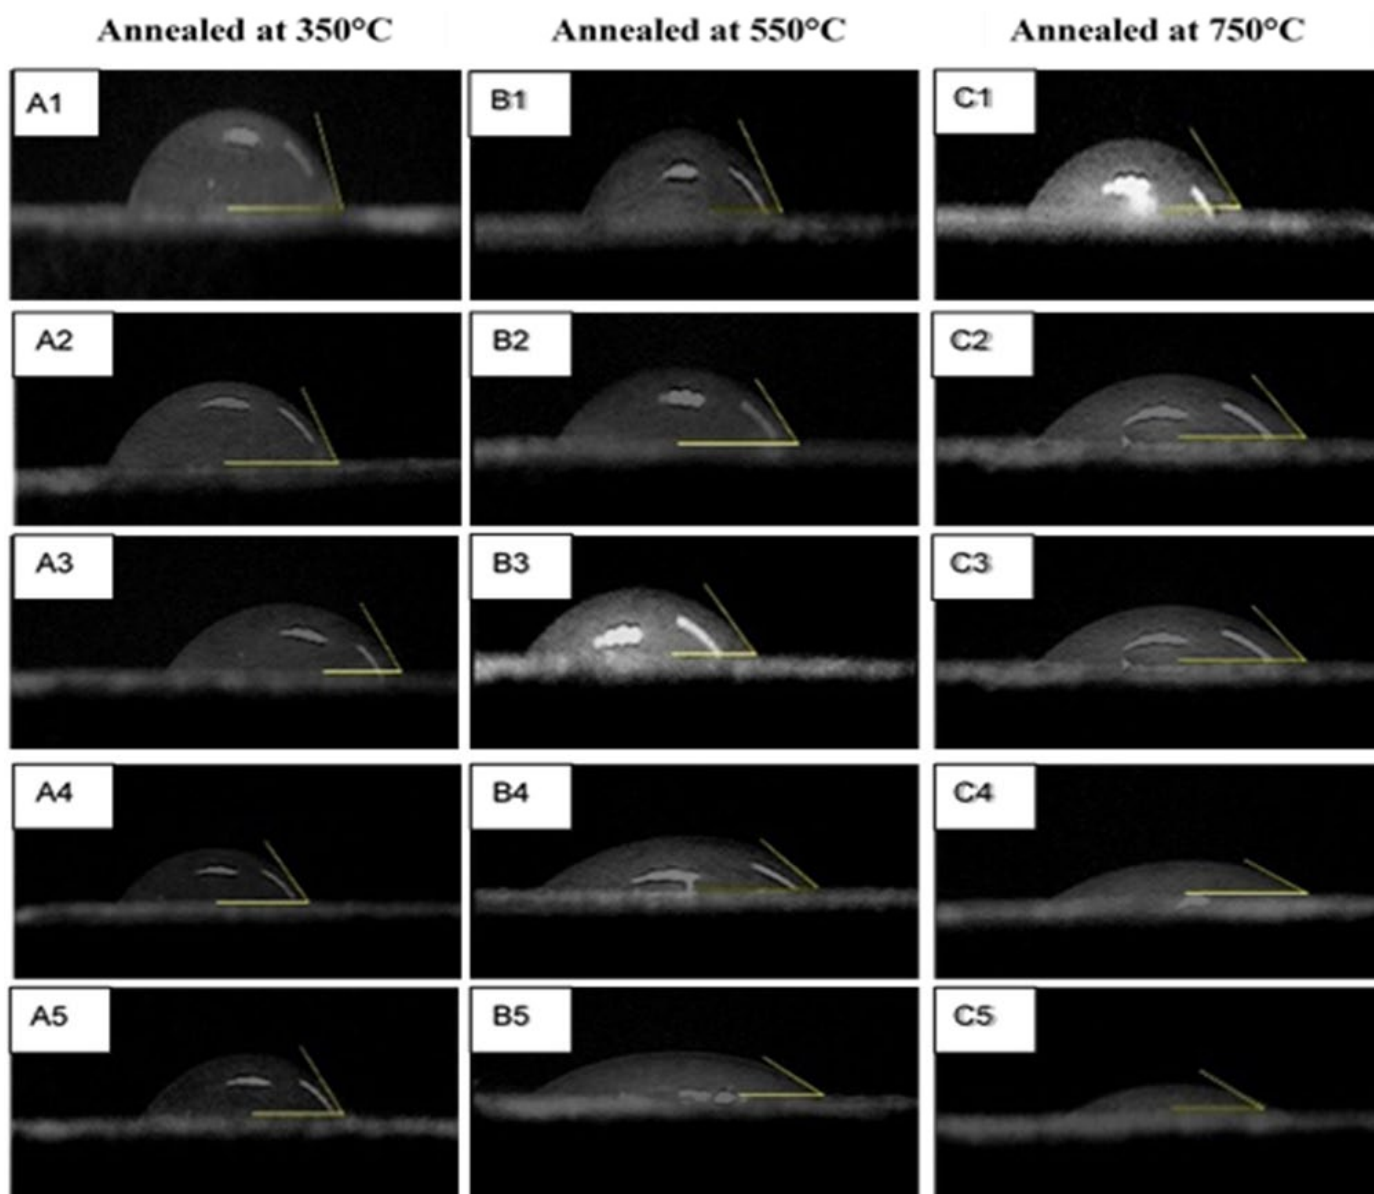 Annealed at 350°C Annealed at 550°C Annealed at 750°C
A1 B1 C1
A2 B2 C2
A3 B3 C3
A4 B4 C4
A5 B5 C5